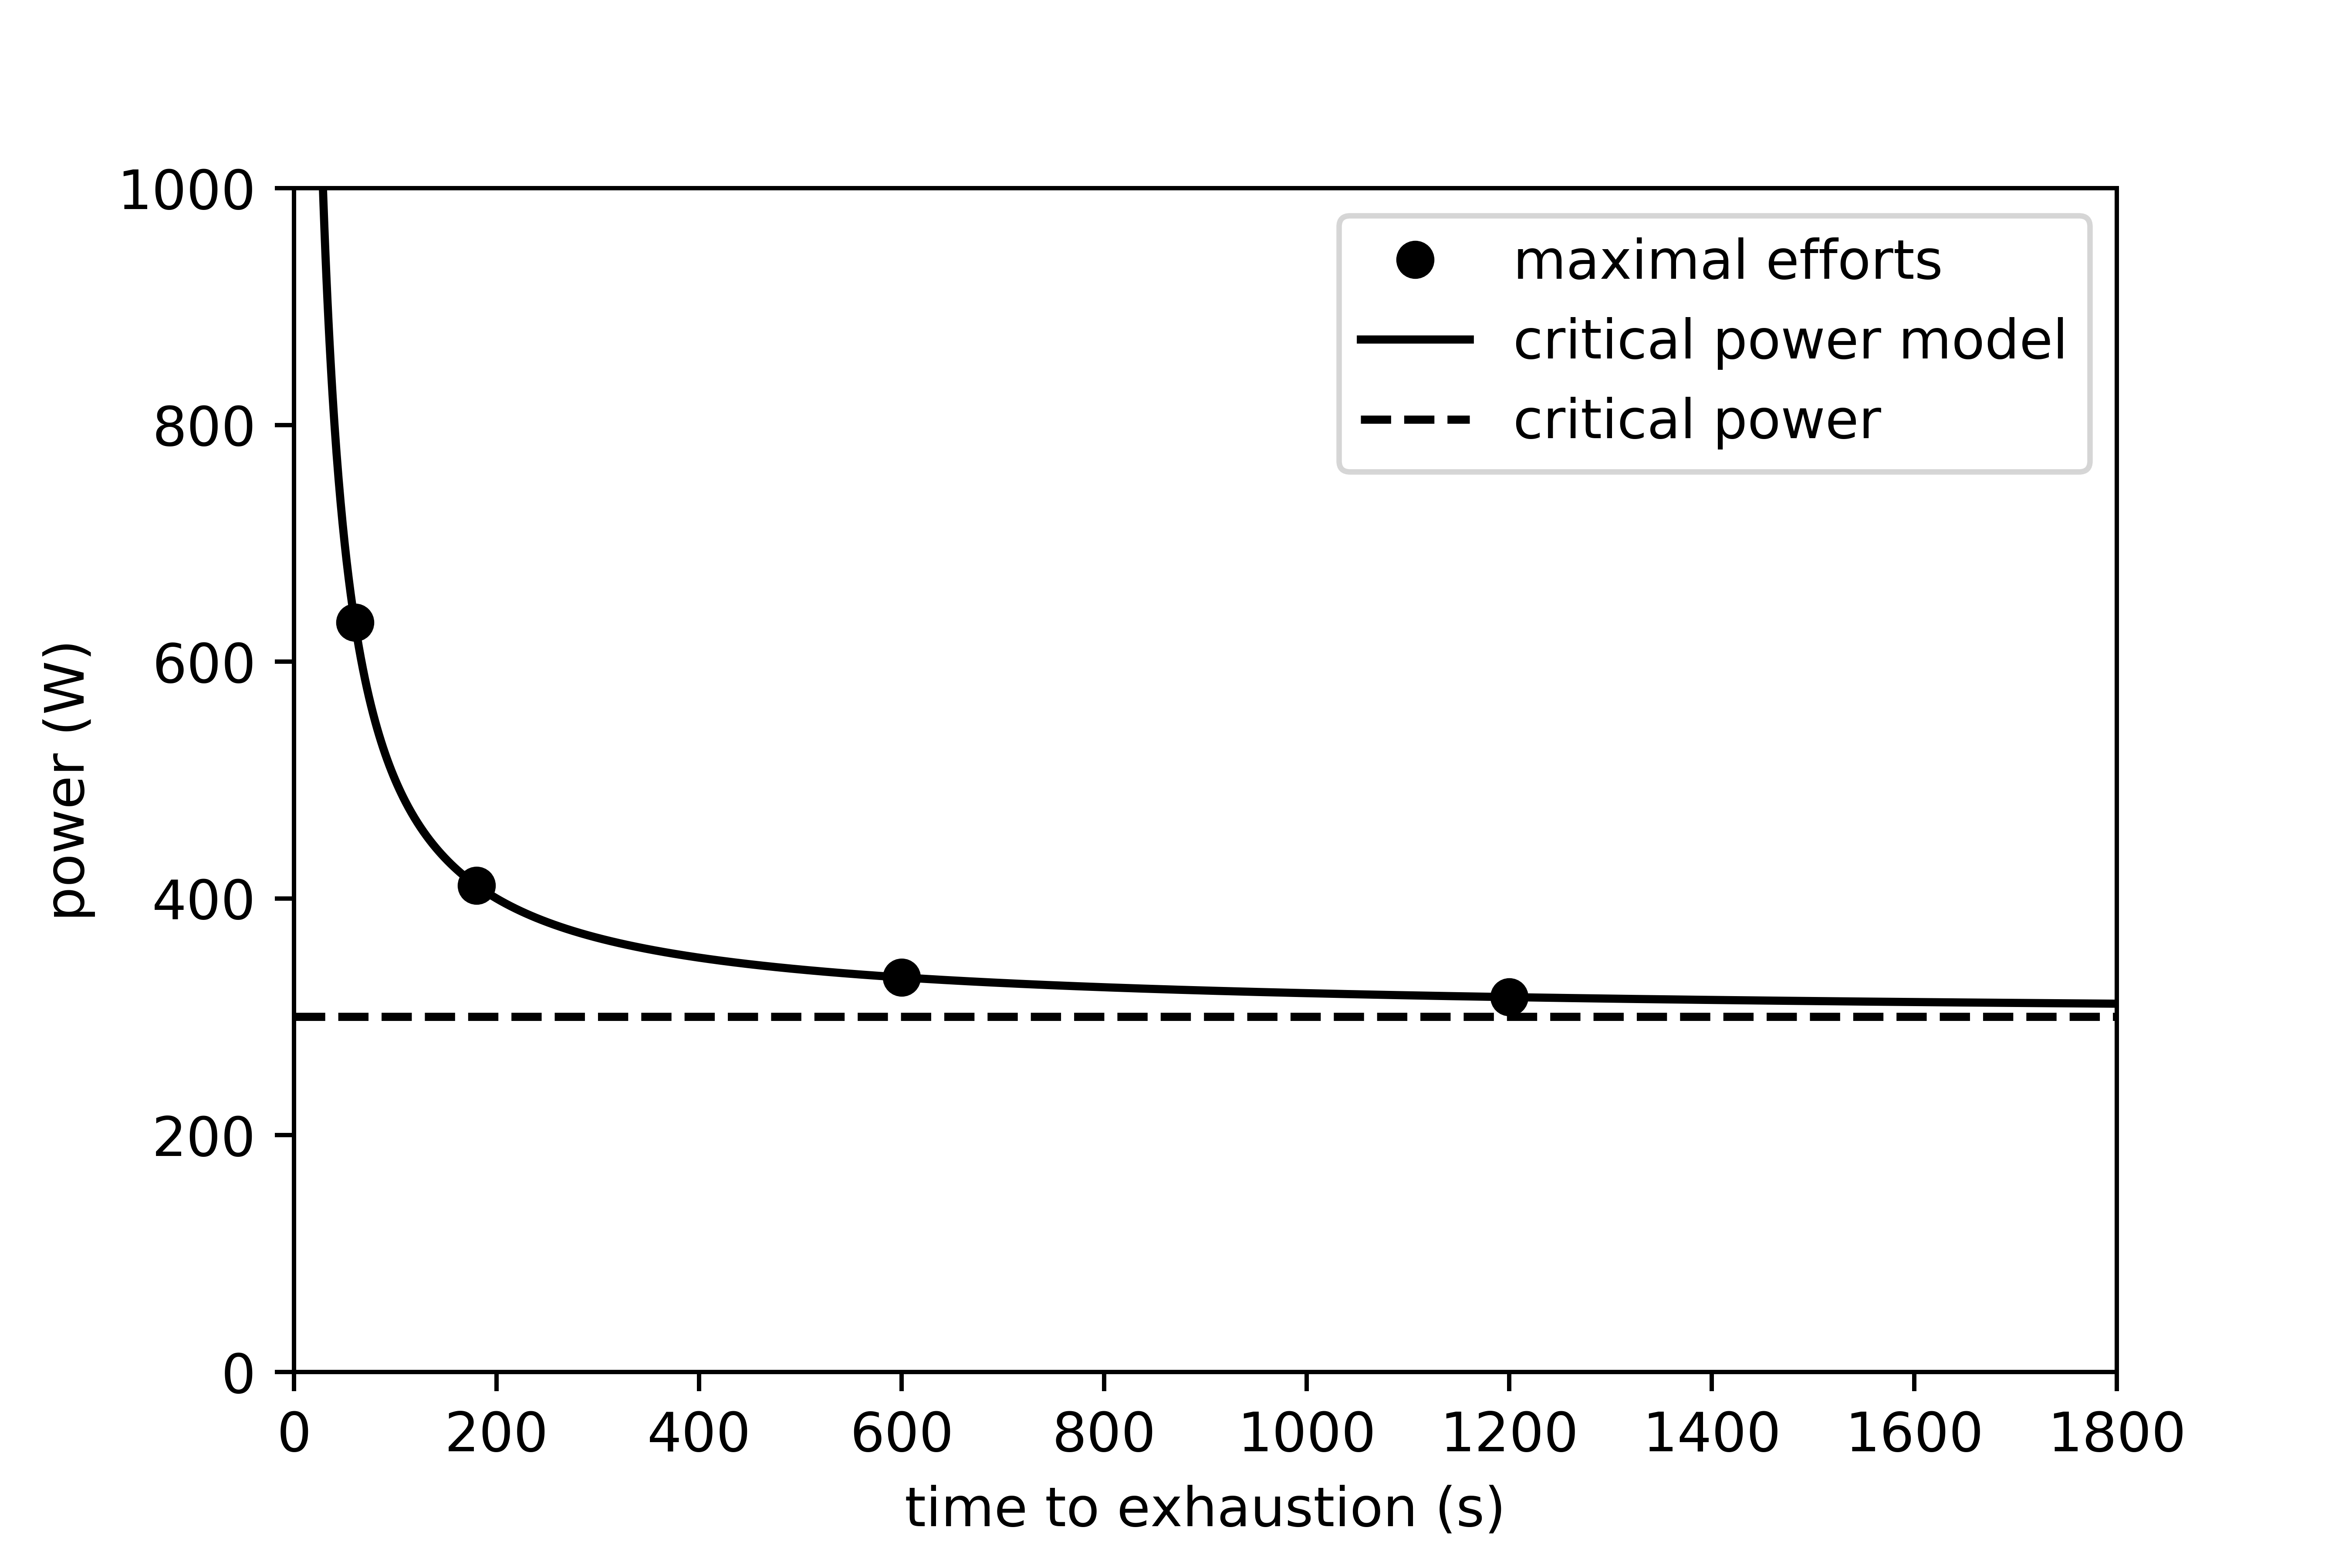 1000
800
600
400
200
0
power (W)
maximal efforts
critical power model
critical power
0 200 400 600 800 1000 1200 1400 1600 1800
time to exhaustion (s)